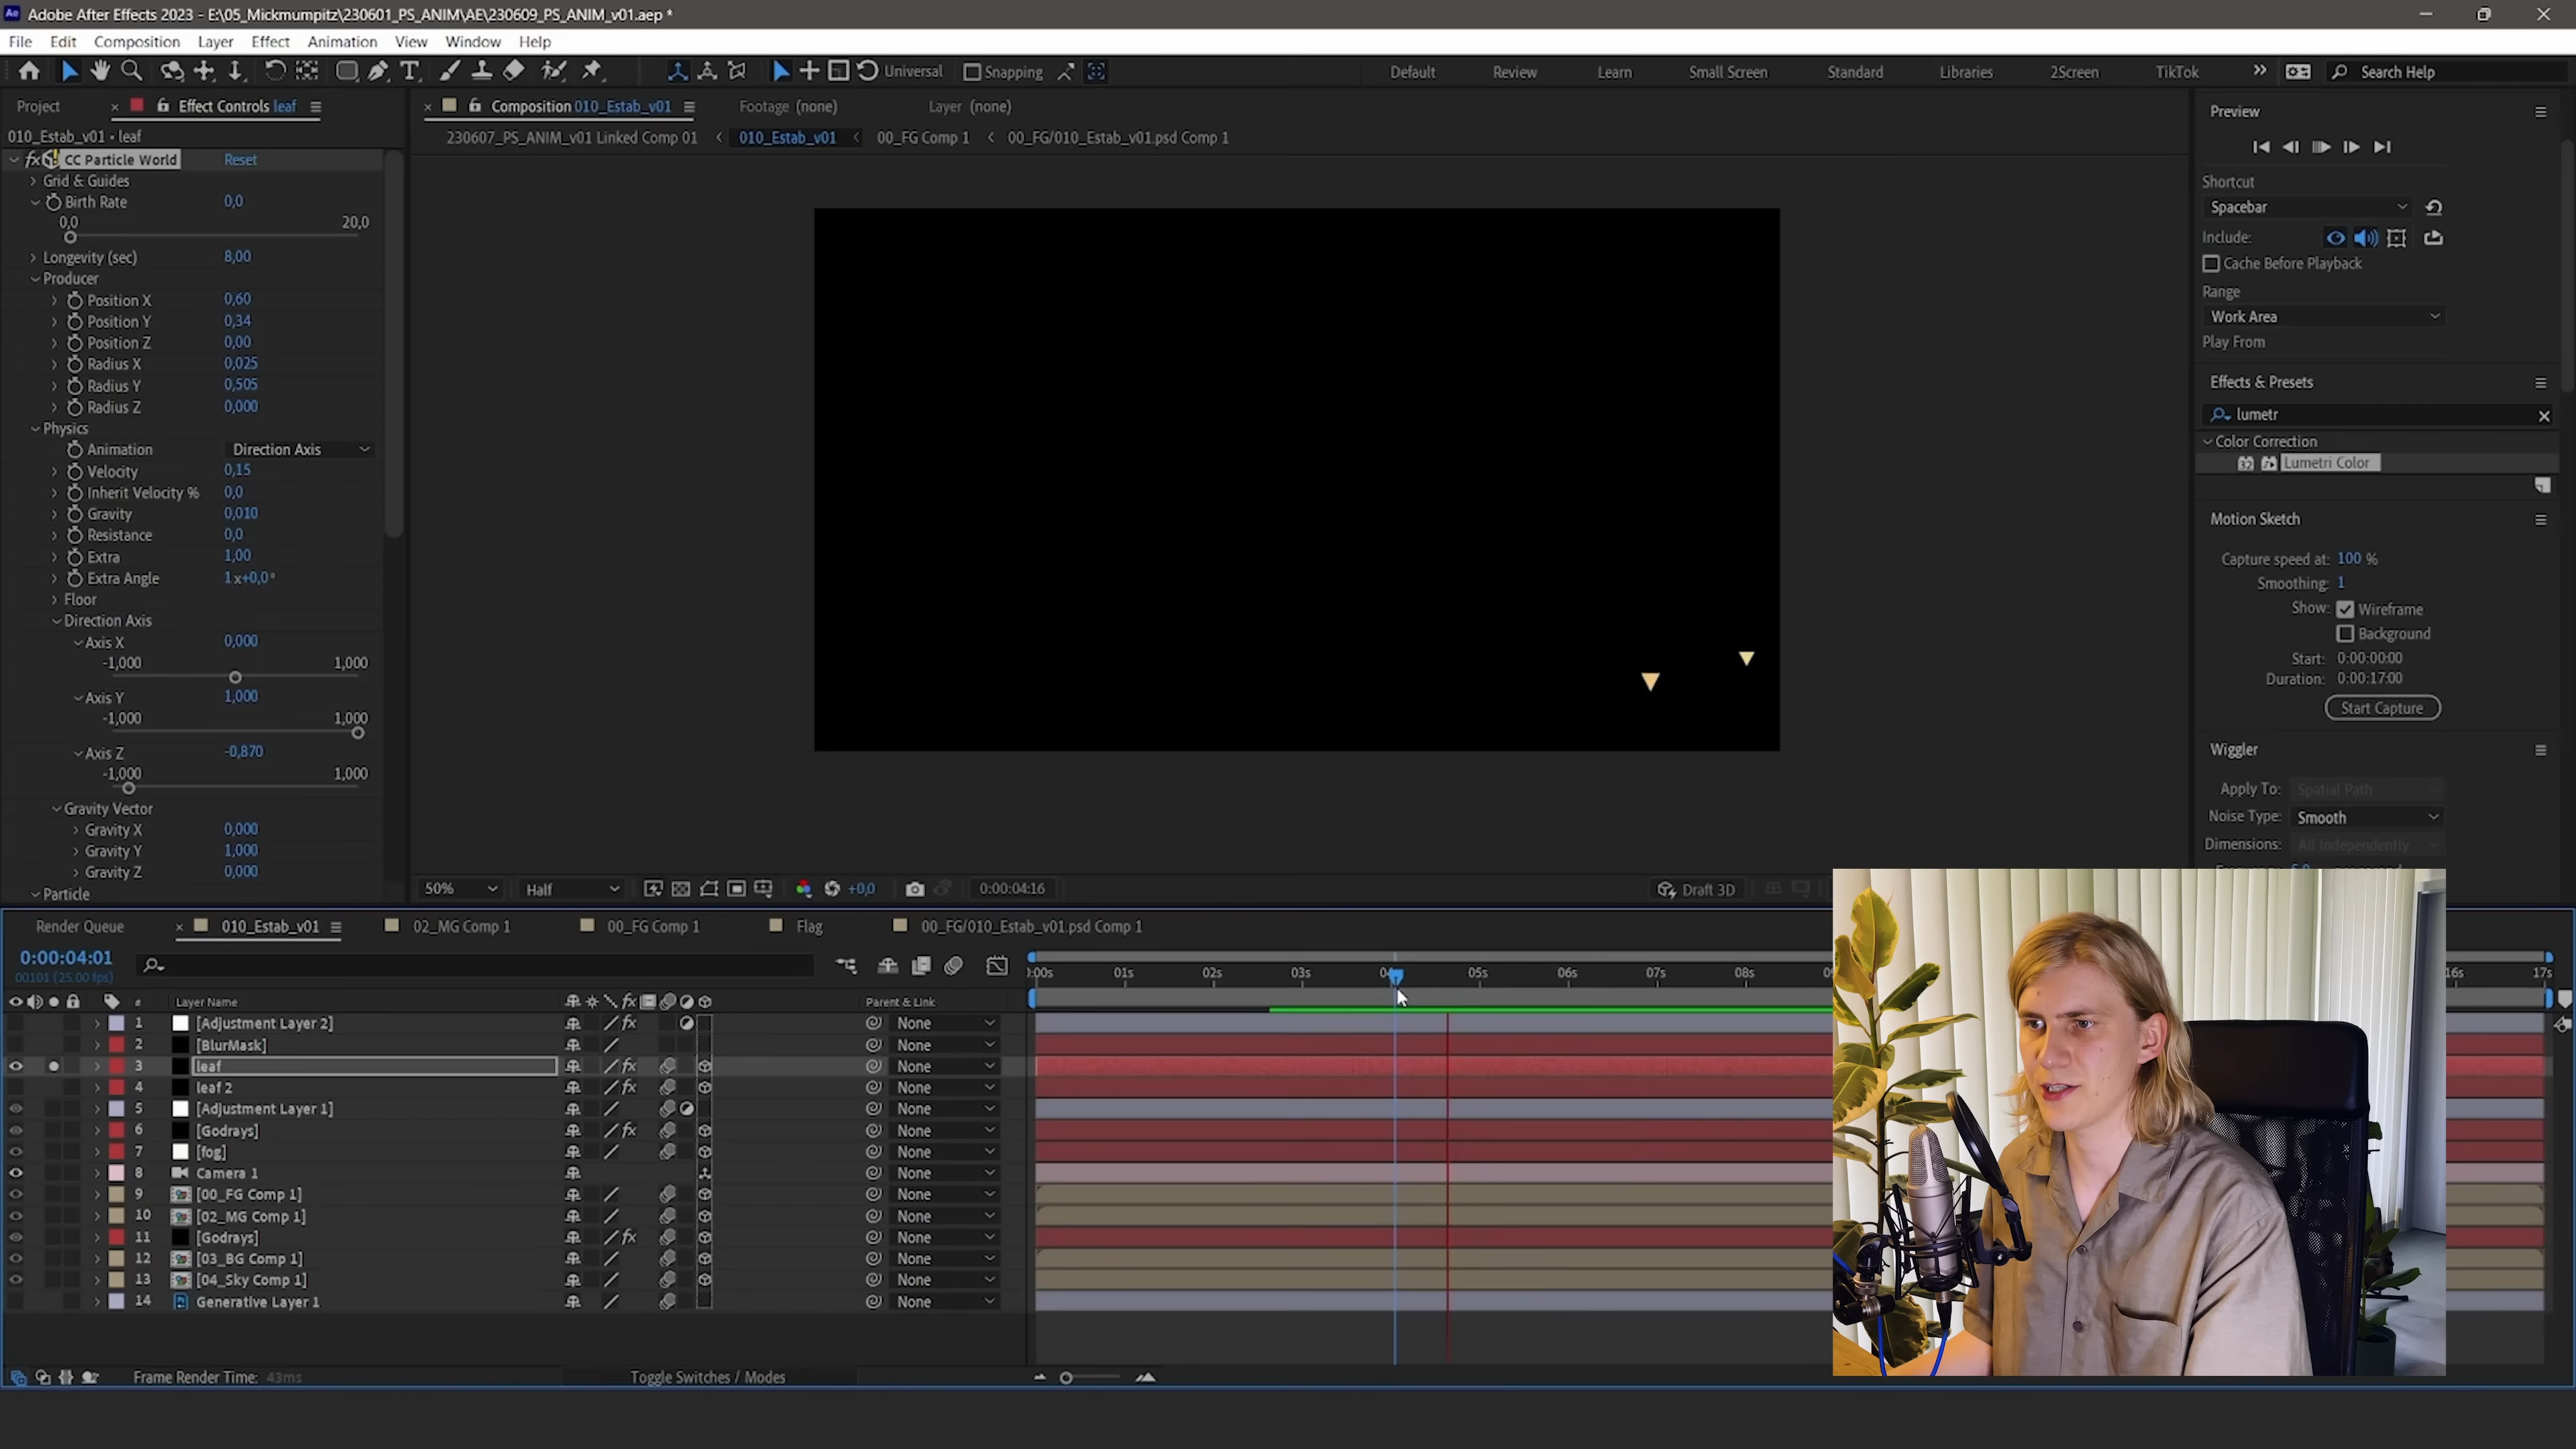 Adobe After Effects 2023 - E:\05_Mickmumpitz\230601_PS_ANIM\AE\230609_PS_ANIM_v01.aep *
File Edit Composition Layer Effect Animation View Window Help
Universal Snapping Default Review Learn Small Screen Standard Libraries 2Screen TikTok Search Help
Project Effect Controls leaf
010_Estab_v01 • leaf
fx CC Particle World Reset
Grid & Guides
Birth Rate 0,0
0,0 20,0
Longevity (sec) 8,00
Producer
Position X 0,60
Position Y 0,34
Position Z 0,00
Radius X 0,025
Radius Y 0,505
Radius Z 0,000
Physics
Animation Direction Axis
Velocity 0,15
Inherit Velocity % 0,0
Gravity 0,010
Resistance 0,0
Extra 1,00
Extra Angle 1x+0,0°
Floor
Direction Axis
Axis X 0,000
-1,000 1,000
Axis Y 1,000
-1,000 1,000
Axis Z -0,870
-1,000 1,000
Gravity Vector
Gravity X 0,000
Gravity Y 1,000
Gravity Z 0,000
Particle
Composition 010_Estab_v01 Footage (none) Layer (none)
230607_PS_ANIM_v01 Linked Comp 01 010_Estab_v01 00_FG Comp 1 00_FG/010_Estab_v01.psd Comp 1
50% Half +0,0 0:00:04:16 Draft 3D
Preview
Shortcut
Spacebar
Include:
Cache Before Playback
Range
Work Area
Play From
Effects & Presets
lumetr
Color Correction
32 Lumetri Color
Motion Sketch
Capture speed at: 100 %
Smoothing: 1
Show: Wireframe
Background
Start: 0:00:00:00
Duration: 0:00:17:00
Start Capture
Wiggler
Apply To: Spatial Path
Noise Type: Smooth
Dimensions: All Independently
Render Queue 010_Estab_v01 02_MG Comp 1 00_FG Comp 1 Flag 00_FG/010_Estab_v01.psd Comp 1
0:00:04:01
00101 (25.00 fps)
:00s 01s 02s 03s 05s 06s 07s 08s 16s 17s
# Layer Name fx Parent & Link
1 [Adjustment Layer 2] fx None
2 [BlurMask] None
3 leaf fx None
4 leaf 2 fx None
5 [Adjustment Layer 1] None
6 [Godrays] fx None
7 [fog] None
8 Camera 1 None
9 [00_FG Comp 1] None
10 [02_MG Comp 1] None
11 [Godrays] fx None
12 [03_BG Comp 1] None
13 [04_Sky Comp 1] None
14 Generative Layer 1 None
Frame Render Time: 43ms Toggle Switches / Modes